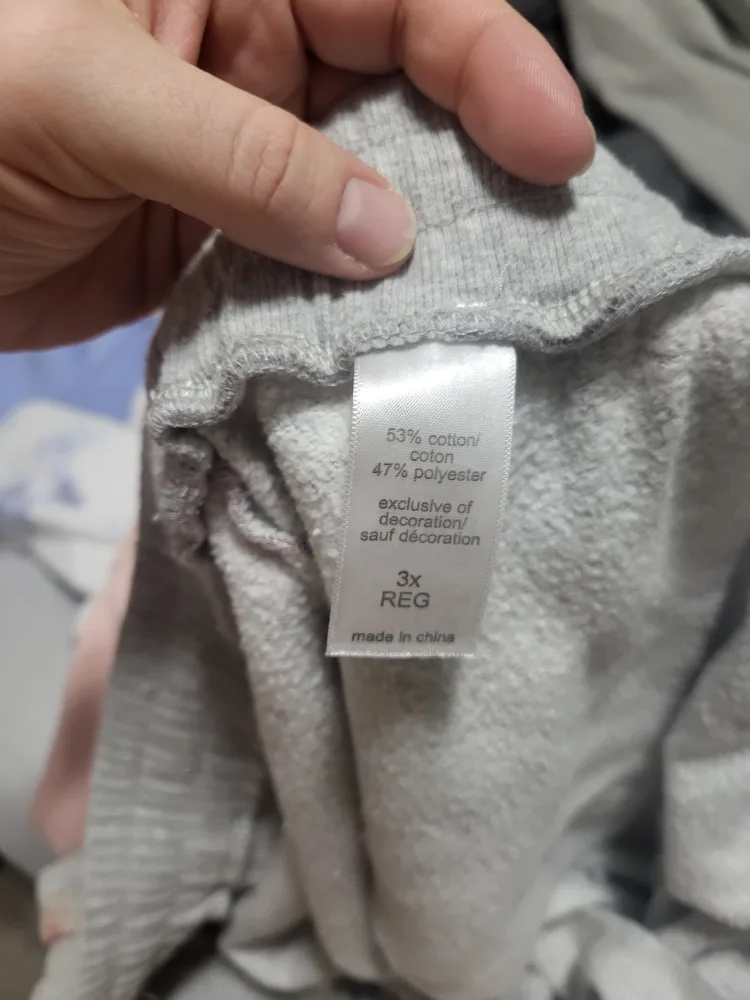 53% cotton/
coton
47% polyester
exclusive of
decoration/
sauf décoration
3x
REG
made in china